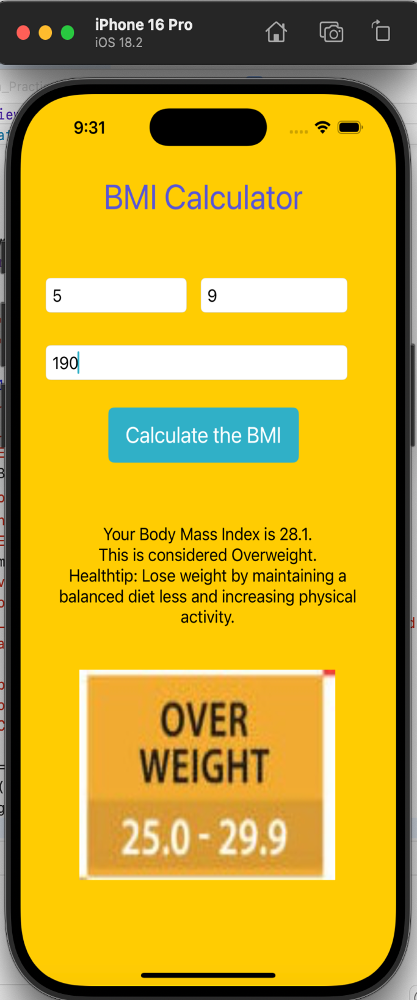 iPhone 16 Pro
iOS 18.2
_Practi
9:31
BMI Calculator
5 9
190
Calculate the BMI
Your Body Mass Index is 28.1.
This is considered Overweight.
Healthtip: Lose weight by maintaining a
balanced diet less and increasing physical
activity.
OVER
WEIGHT
25.0 - 29.9